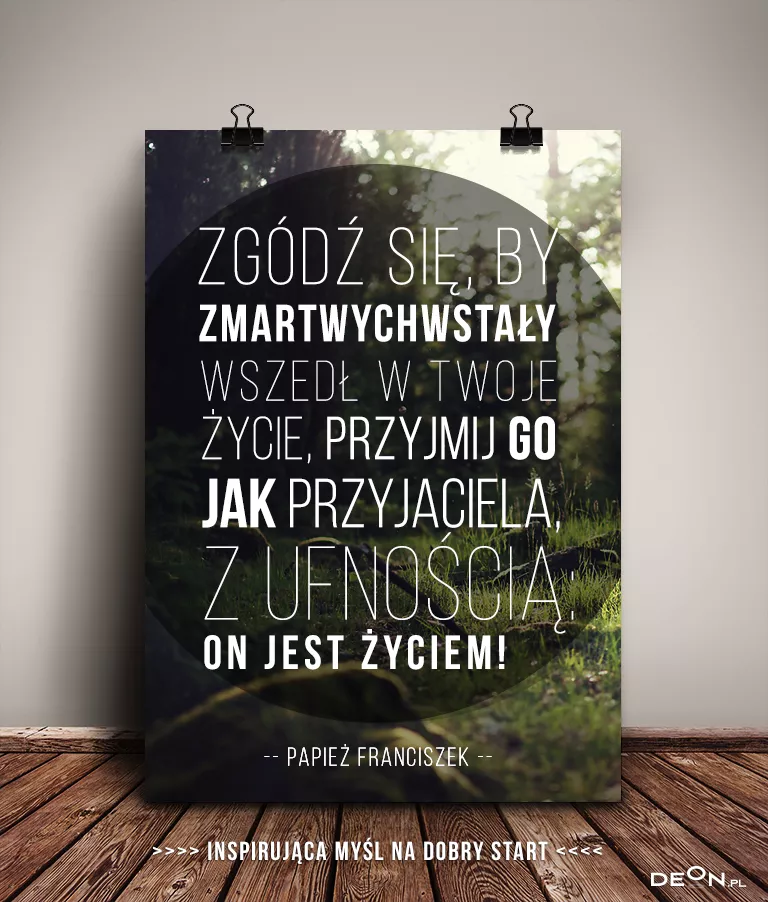 ZGÓDŹ SIĘ, BY
ZMARTWYCHWSTAŁY
WSZEDŁ W TWOJE
ŻYCIE, PRZYJMIJ GO
JAK PRZYJACIELA,
Z UFNOŚCIĄ:
ON JEST ŻYCIEM!
-- PAPIEŻ FRANCISZEK --
>>>> INSPIRUJĄCA MYŚL NA DOBRY START <<<<
DEON.PL